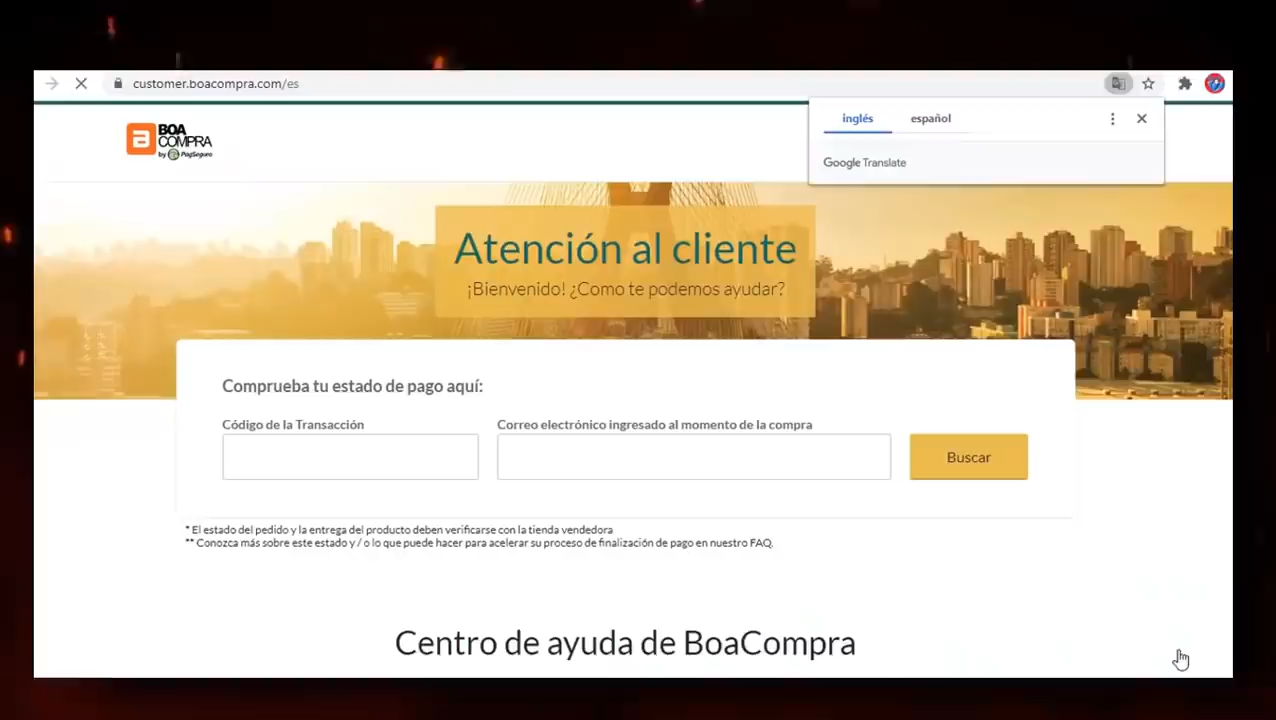 customer.boacompra.com/es
inglés español
Google Translate
a BOA
COMPRA
by PagSeguro
Atención al cliente
¡Bienvenido! ¿Como te podemos ayudar?
Comprueba tu estado de pago aquí:
Código de la Transacción
Correo electrónico ingresado al momento de la compra
Buscar
* El estado del pedido y la entrega del producto deben verificarse con la tienda vendedora
** Conozca más sobre este estado y / o lo que puede hacer para acelerar su proceso de finalización de pago en nuestro FAQ.
Centro de ayuda de BoaCompra